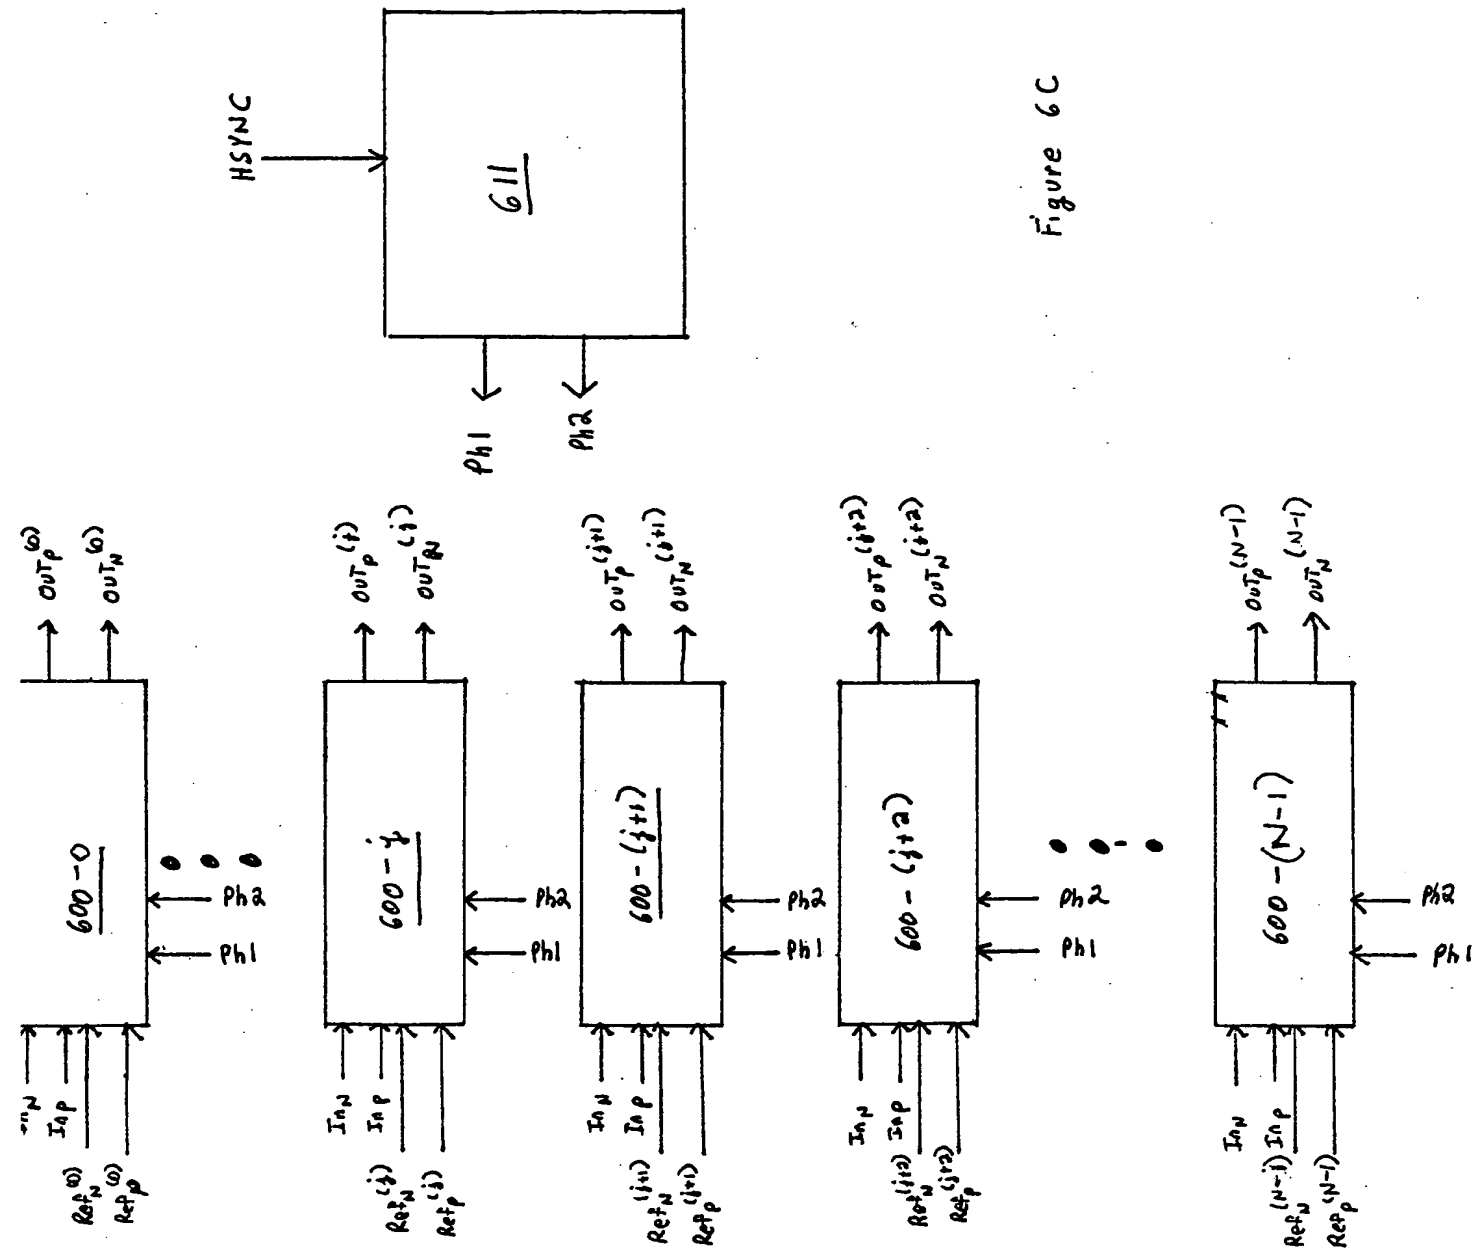 HSYNC
611
Ph1
Ph2
Figure 6C
OUTP(0)
OUTN(0)
600-0
Ph2
Ph1
InP
RefN(0)
RefP(0)
OUTP(j)
OUTN(j)
600-j
Ph2
Ph1
InN
InP
RefN(j)
RefP(j)
OUTP(j+1)
OUTN(j+1)
600-(j+1)
Ph2
Ph1
InN
InP
RefN(j+1)
RefP(j+1)
OUTP(j+2)
OUTN(j+2)
600-(j+2)
Ph2
Ph1
InN
InP
RefN(j+2)
RefP(j+2)
OUTP(N-1)
OUTN(N-1)
600-(N-1)
Ph2
Ph1
InN
InP
RefN(N-1)
RefP(N-1)